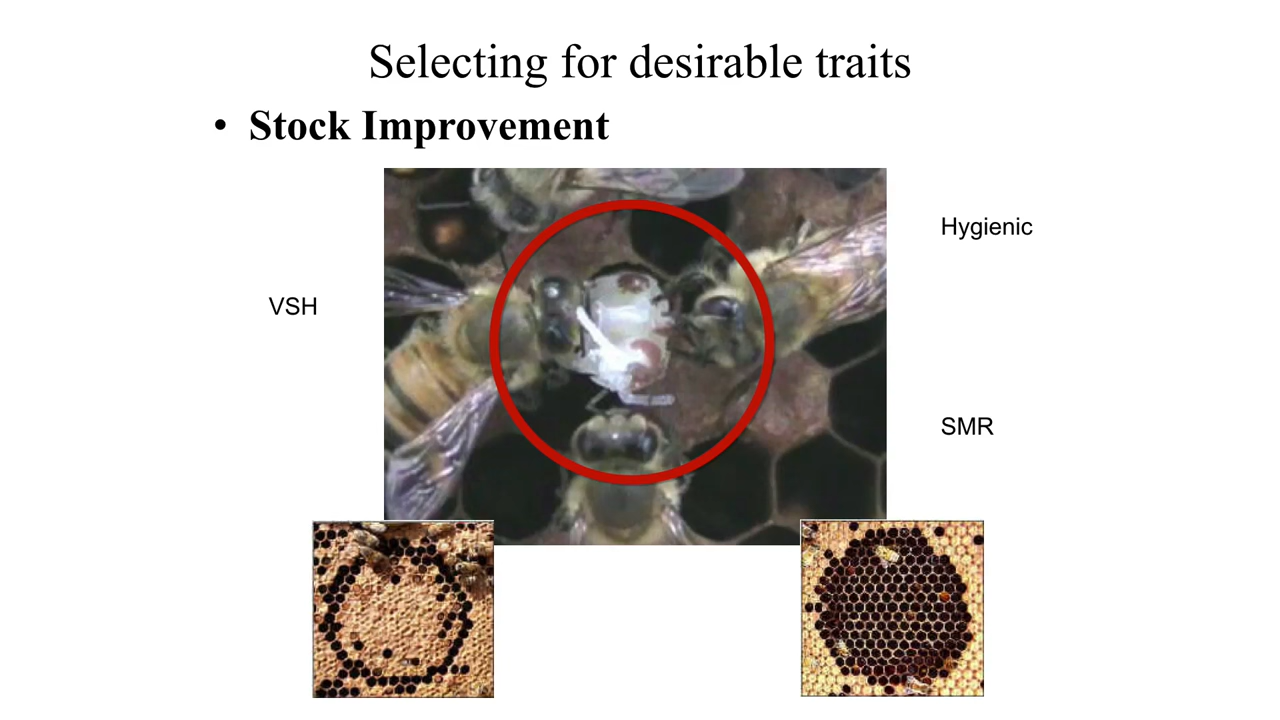 Selecting for desirable traits
• Stock Improvement
Hygienic
VSH
SMR